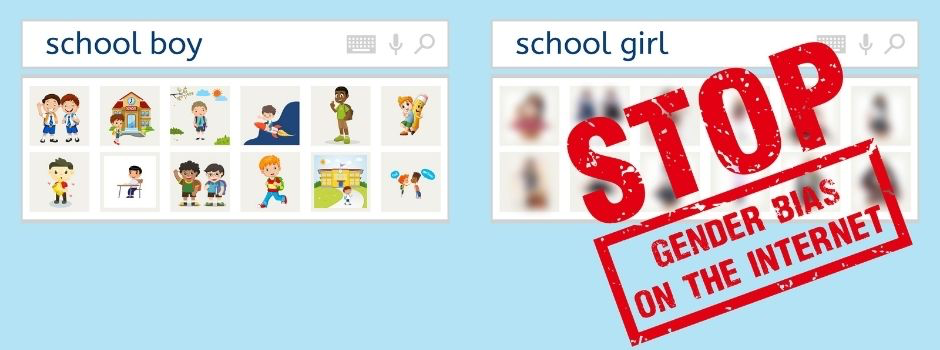 school boy
school girl
STOP
GENDER BIAS
ON THE INTERNET